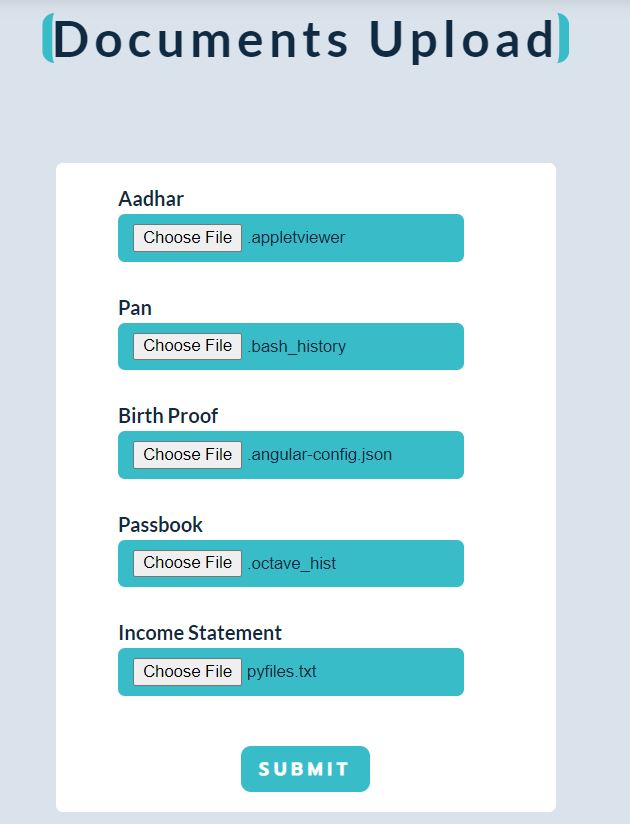 Documents Upload
Aadhar
Choose File .appletviewer
Pan
Choose File .bash_history
Birth Proof
Choose File .angular-config.json
Passbook
Choose File .octave_hist
Income Statement
Choose File pyfiles.txt
SUBMIT